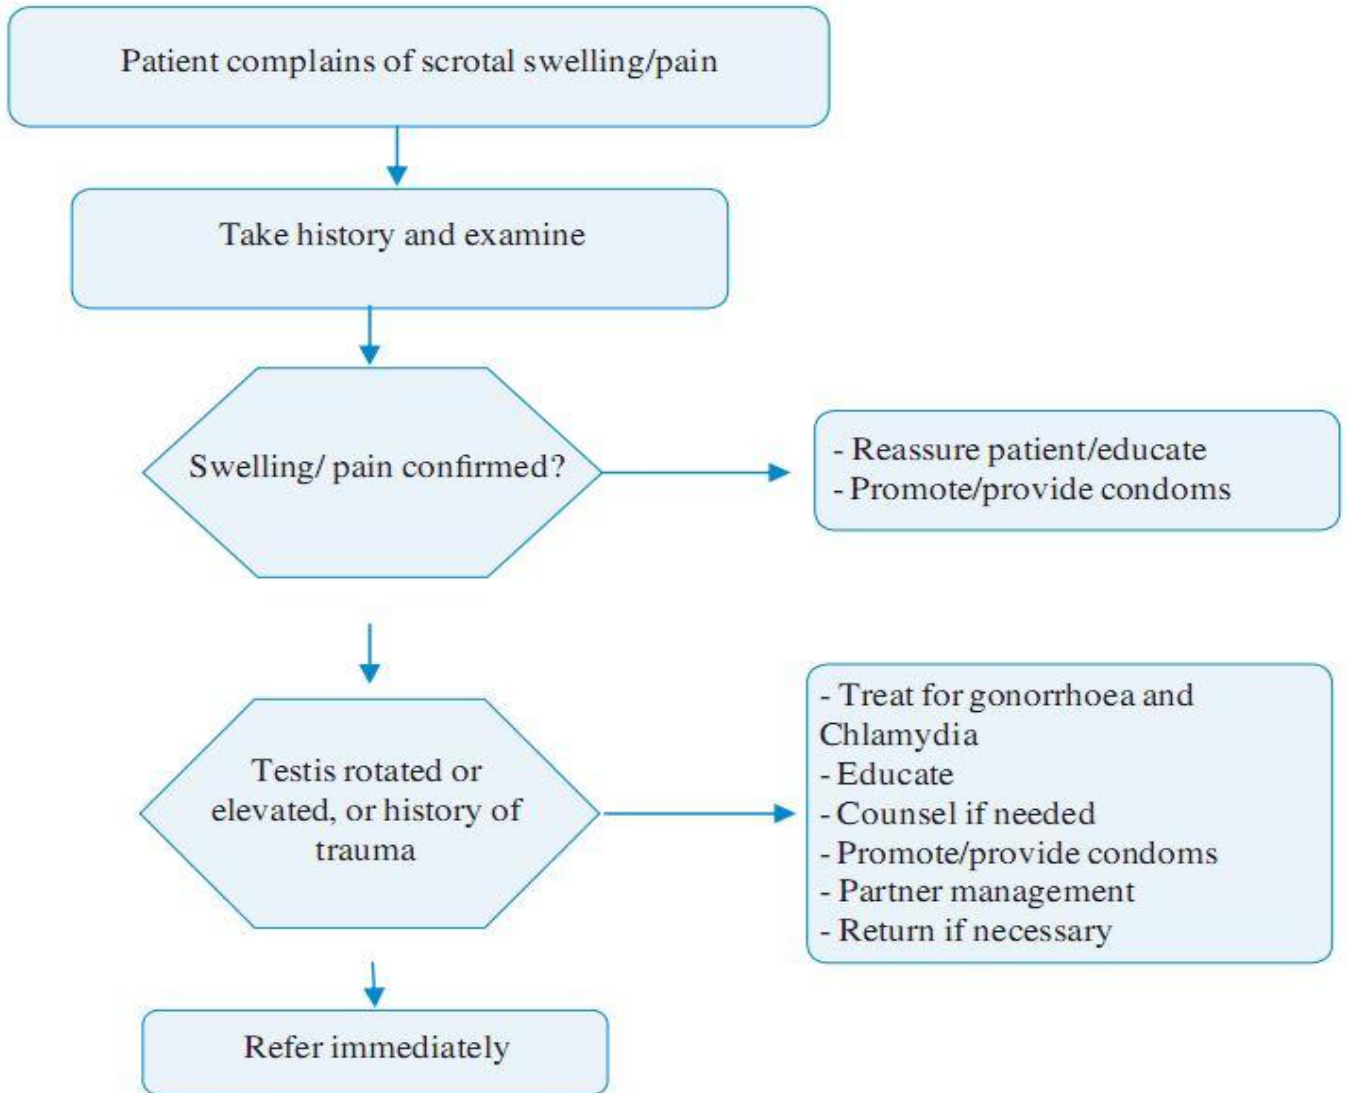 Patient complains of scrotal swelling/pain
Take history and examine
Swelling/ pain confirmed?
- Reassure patient/educate
- Promote/provide condoms
Testis rotated or
elevated, or history of
trauma
- Treat for gonorrhoea and
Chlamydia
- Educate
- Counsel if needed
- Promote/provide condoms
- Partner management
- Return if necessary
Refer immediately